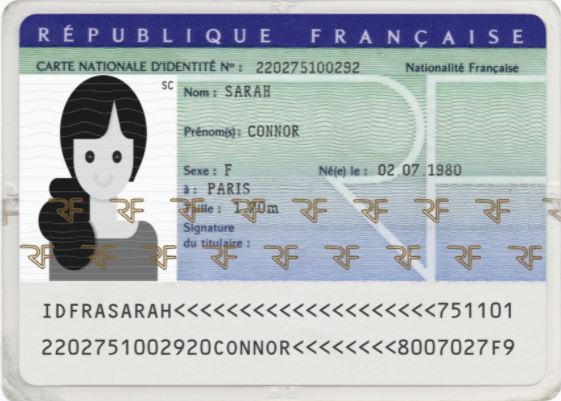 RÉPUBLIQUE FRANÇAISE
CARTE NATIONALE D'IDENTITÉ Nº : 220275100292 Nationalité Française
SC
Nom : SARAH
Prénom(s): CONNOR
Sexe : F Né(e) le : 02 07 1980
à : PARIS
Taille : 1,70m
Signature
du titulaire :
RF RF RF RF RF RF RF RF RF RF
RF RF RF RF RF RF RF RF RF
IDFRASARAH<<<<<<<<<<<<<<<<<<<<751101
2202751002920CONNOR<<<<<<<<8007027F9